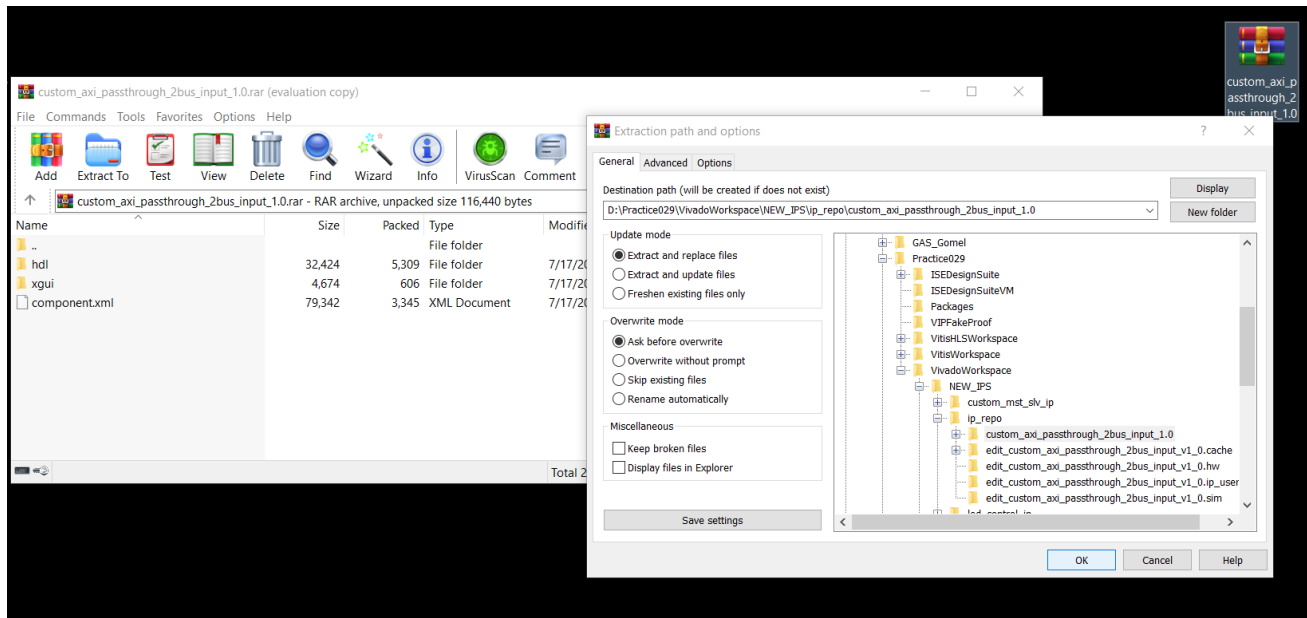 custom_axi_p
assthrough_2
bus_input_1.0
custom_axi_passthrough_2bus_input_1.0.rar (evaluation copy)
File Commands Tools Favorites Options Help
Add Extract To Test View Delete Find Wizard Info VirusScan Comment
custom_axi_passthrough_2bus_input_1.0.rar - RAR archive, unpacked size 116,440 bytes
Name Size Packed Type
.. File folder
hdl 32,424 5,309 File folder
xgui 4,674 606 File folder
component.xml 79,342 3,345 XML Document
Extraction path and options
? 
General Advanced Options
Destination path (will be created if does not exist)
Display
D:\Practice029\VivadoWorkspace\NEW_IPS\ip_repo\custom_axi_passthrough_2bus_input_1.0
New folder
Update mode
Extract and replace files
Extract and update files
Freshen existing files only
Overwrite mode
Ask before overwrite
Overwrite without prompt
Skip existing files
Rename automatically
Miscellaneous
Keep broken files
Display files in Explorer
Save settings
GAS_Gomel
Practice029
ISEDesignSuite
ISEDesignSuiteVM
Packages
VIPFakeProof
VitisHLSWorkspace
VitisWorkspace
VivadoWorkspace
NEW_IPS
custom_mst_slv_ip
ip_repo
custom_axi_passthrough_2bus_input_1.0
edit_custom_axi_passthrough_2bus_input_v1_0.cache
edit_custom_axi_passthrough_2bus_input_v1_0.hw
edit_custom_axi_passthrough_2bus_input_v1_0.ip_user
edit_custom_axi_passthrough_2bus_input_v1_0.sim
OK Cancel Help